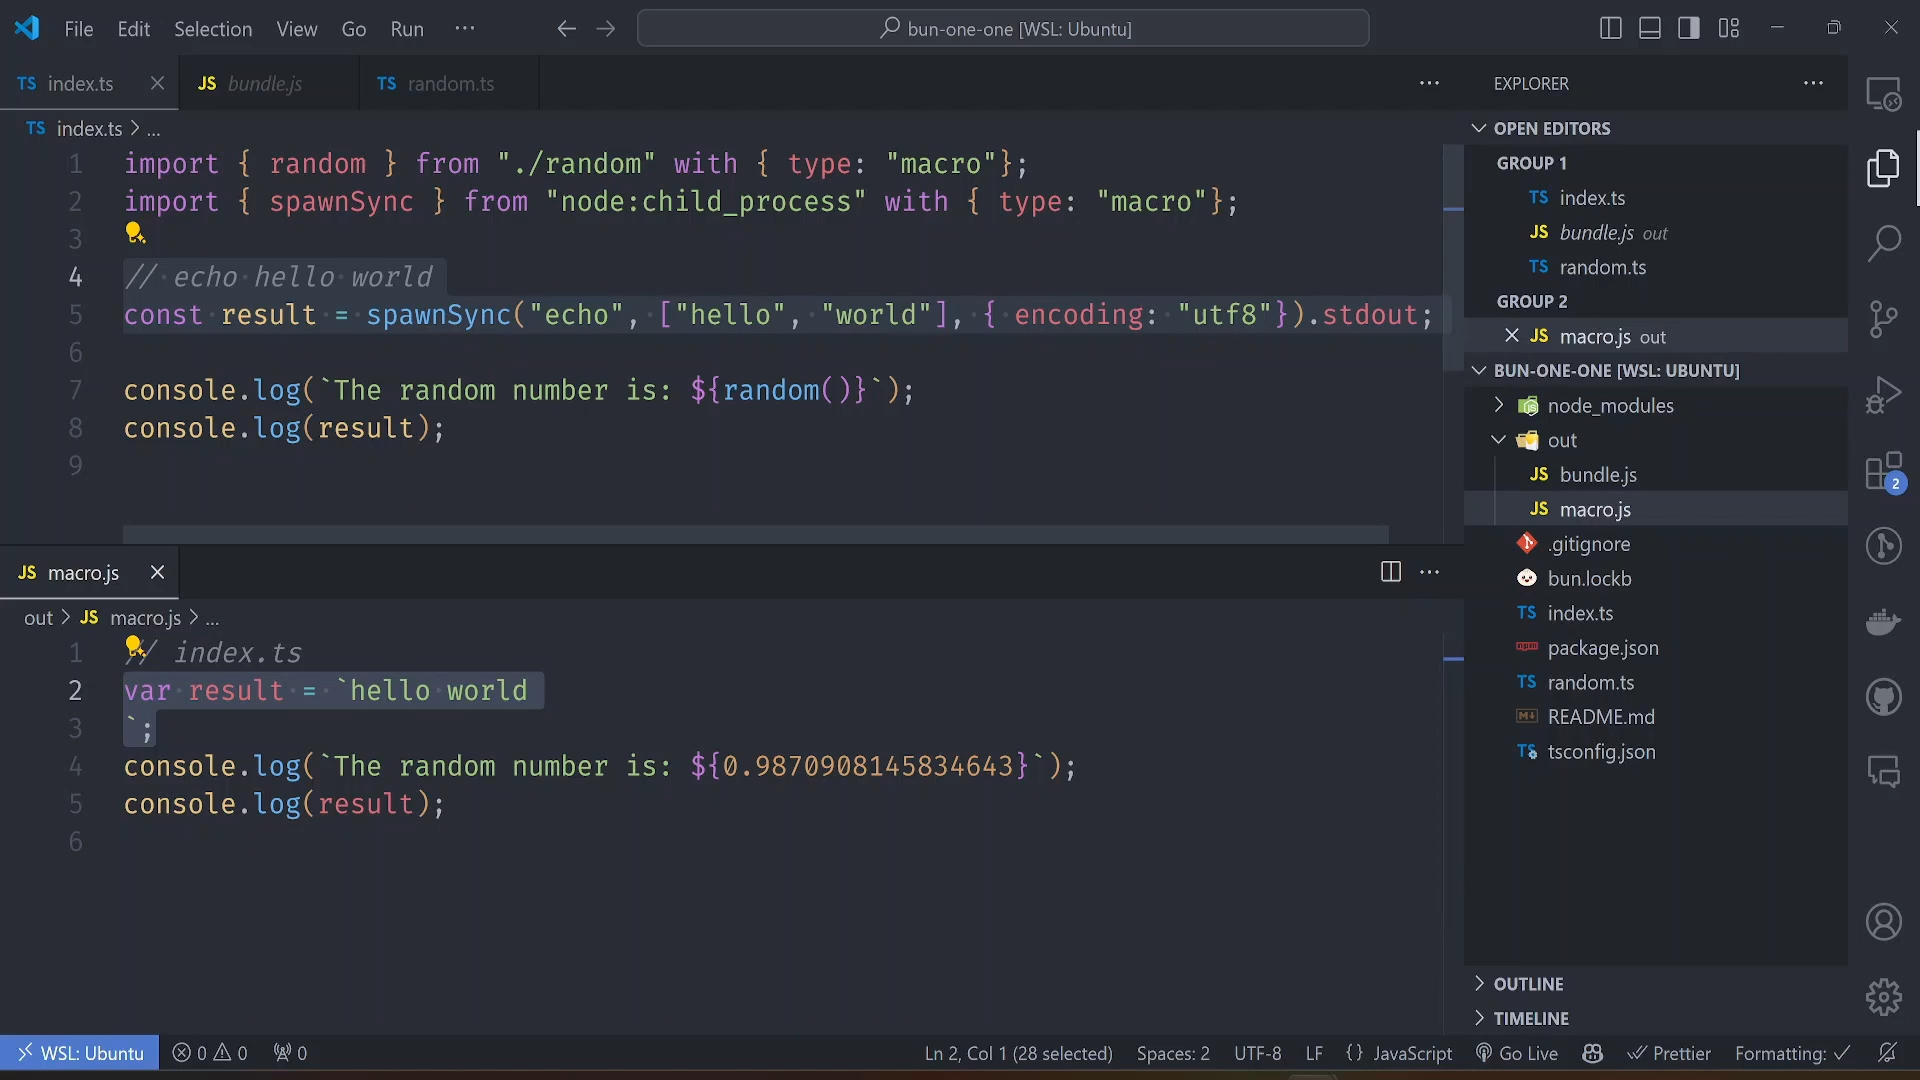 File Edit Selection View Go Run ···
bun-one-one [WSL: Ubuntu]
TS index.ts
JS bundle.js
TS random.ts
TS index.ts > ...
1 import { random } from "./random" with { type: "macro"};
2 import { spawnSync } from "node:child_process" with { type: "macro"};
3
4 // echo hello world
5 const result = spawnSync("echo", ["hello", "world"], { encoding: "utf8"}).stdout;
6
7 console.log(`The random number is: ${random()}`);
8 console.log(result);
9
JS macro.js
out > JS macro.js > ...
1 // index.ts
2 var result = `hello world
3 `;
4 console.log(`The random number is: ${0.9870908145834643}`);
5 console.log(result);
6
EXPLORER
OPEN EDITORS
GROUP 1
TS index.ts
JS bundle.js out
TS random.ts
GROUP 2
JS macro.js out
BUN-ONE-ONE [WSL: UBUNTU]
node_modules
out
JS bundle.js
JS macro.js
.gitignore
bun.lockb
TS index.ts
npm package.json
TS random.ts
README.md
TS tsconfig.json
OUTLINE
TIMELINE
2
WSL: Ubuntu
0 0
0
Ln 2, Col 1 (28 selected)
Spaces: 2
UTF-8
LF
{} JavaScript
Go Live
Prettier
Formatting: ✓